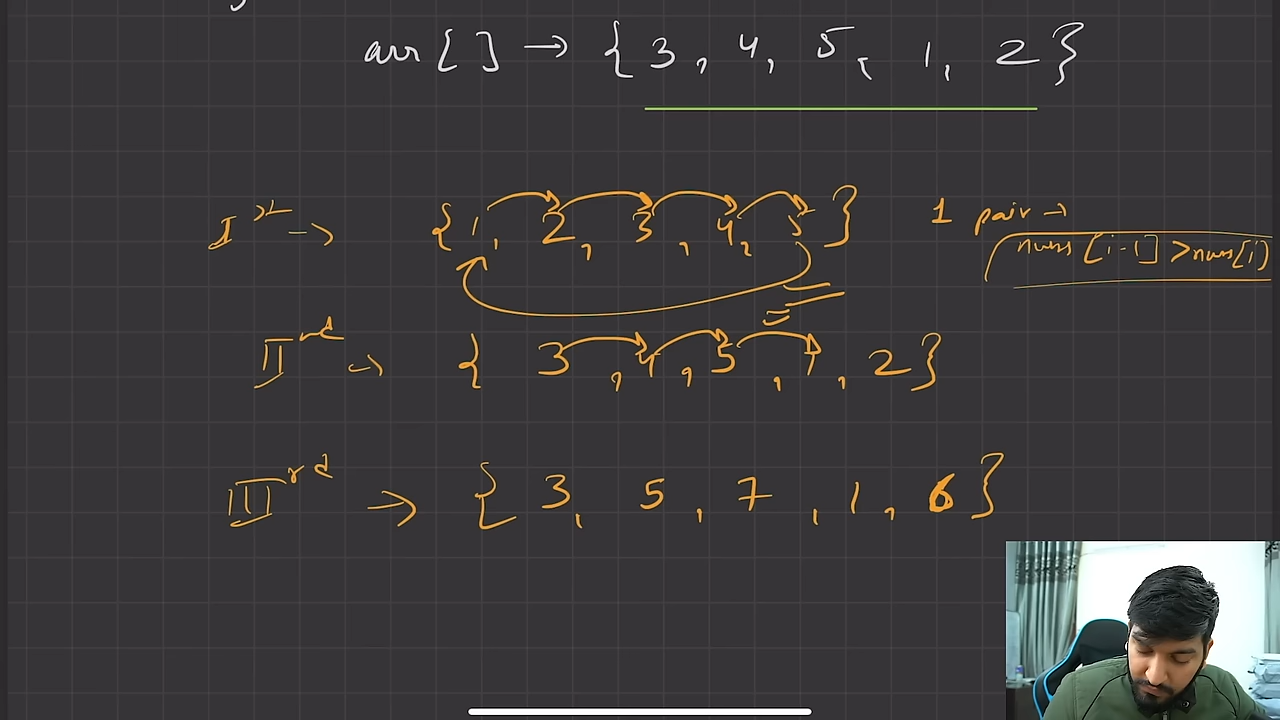 arr [ ] → { 3, 4, 5, 1, 2 }
Ist → { 1, 2, 3, 4, 5 } 1 pair →
nums [i-1] > nums[i]
IInd → { 3, 4, 5, 1, 2 }
IIIrd → { 3, 5, 7, 1, 6 }